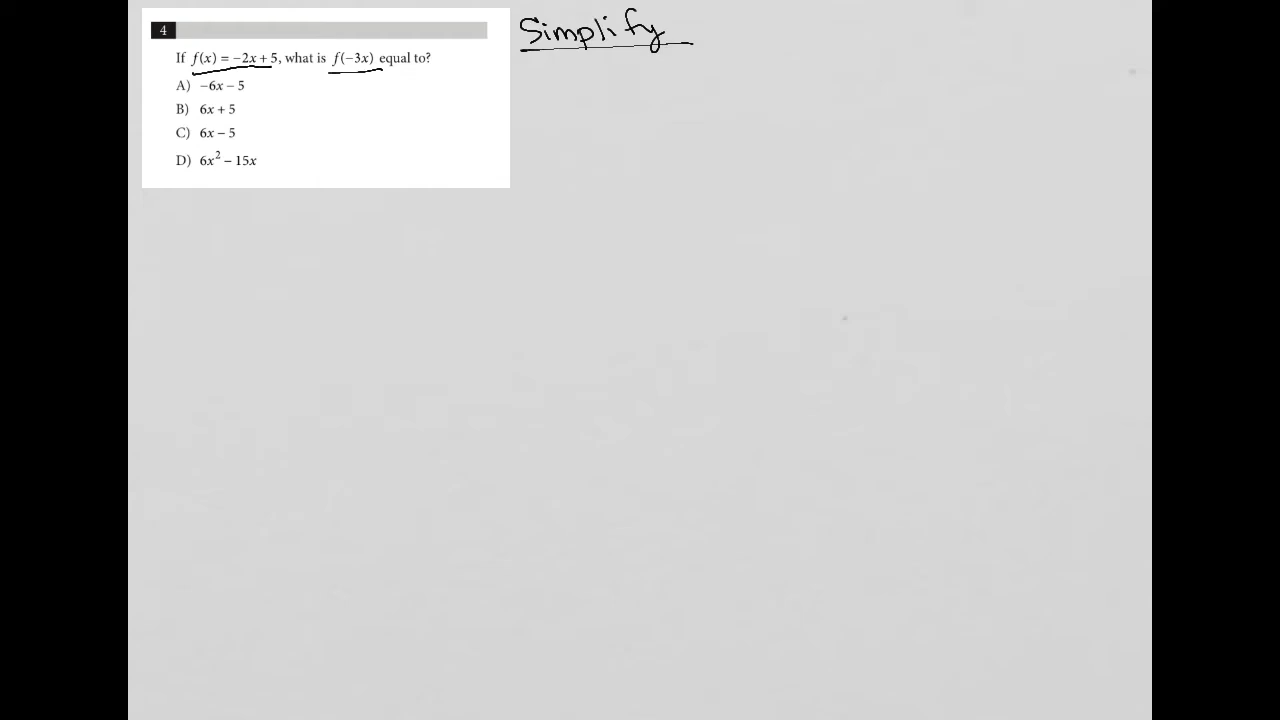 4
Simplify
If f(x) = −2x + 5, what is f(−3x) equal to?
A) −6x − 5
B) 6x + 5
C) 6x − 5
D) 6x² − 15x